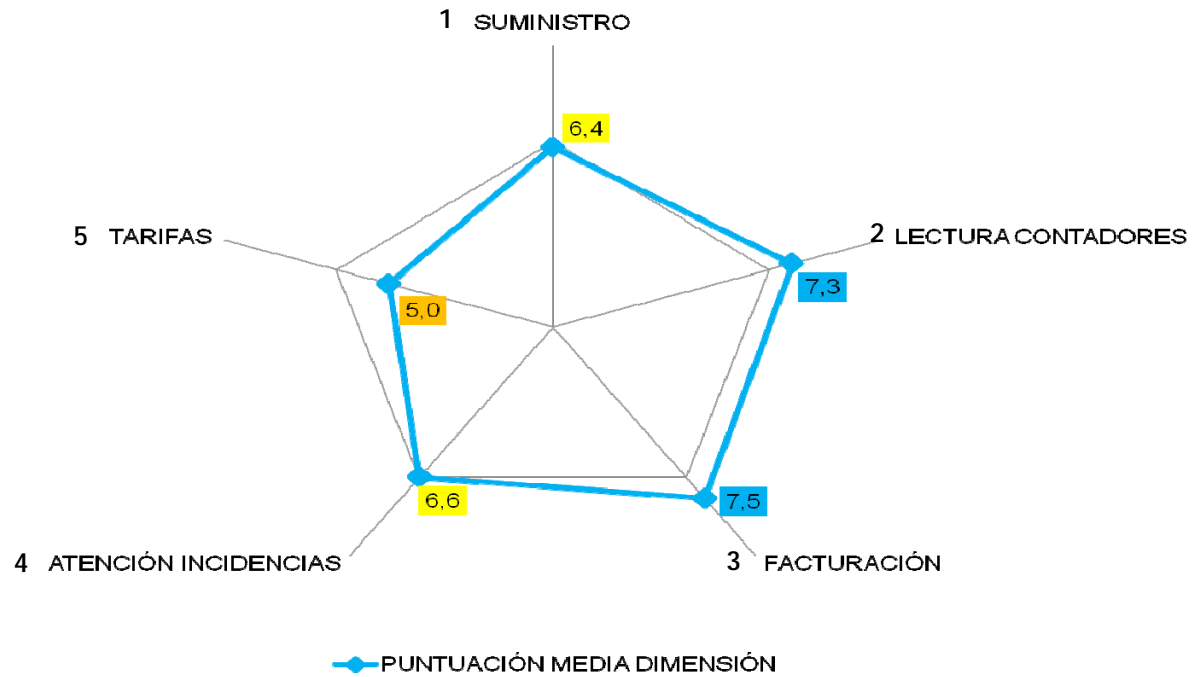 1 SUMINISTRO
6,4
5 TARIFAS
2 LECTURA CONTADORES
7,3
5,0
6,6
7,5
4 ATENCIÓN INCIDENCIAS
3 FACTURACIÓN
PUNTUACIÓN MEDIA DIMENSIÓN